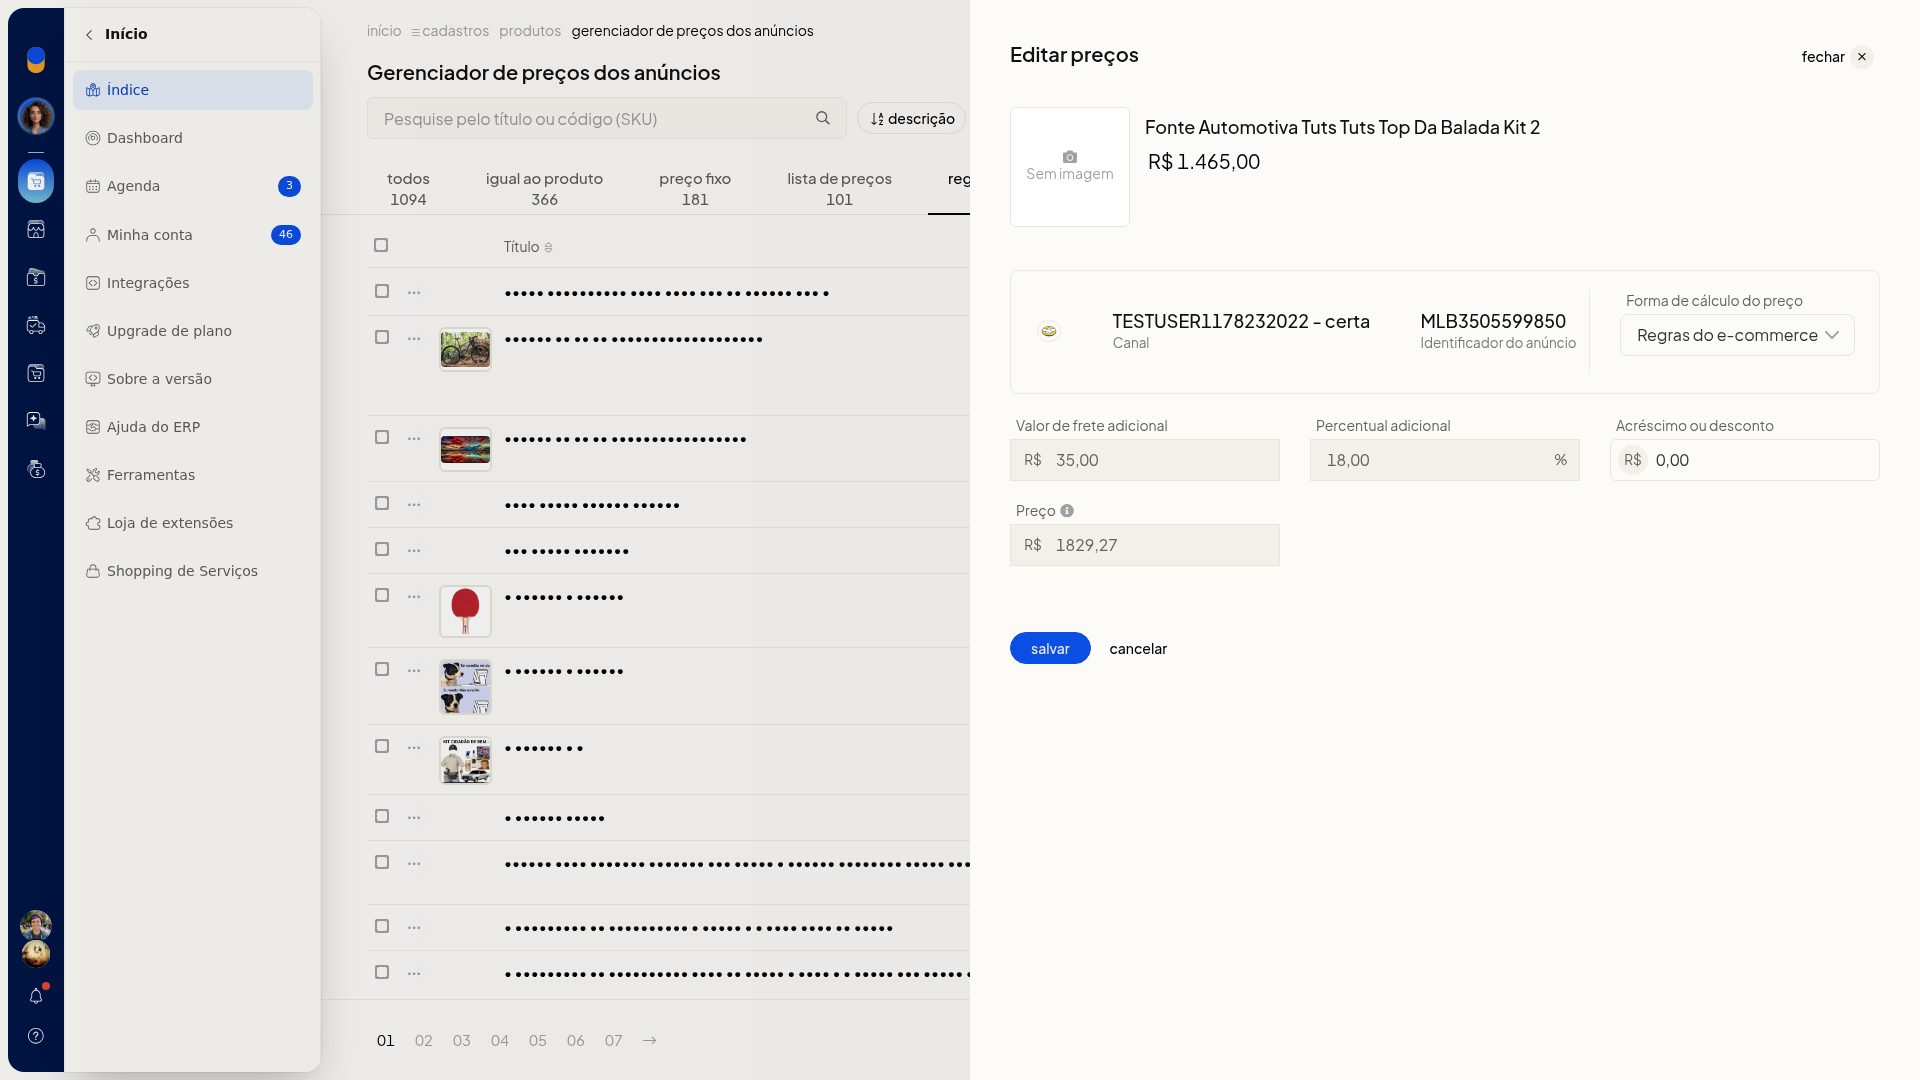 Início
Índice
Dashboard
Agenda
3
Minha conta
46
Integrações
Upgrade de plano
Sobre a versão
Ajuda do ERP
Ferramentas
Loja de extensões
Shopping de Serviços
início cadastros produtos gerenciador de preços dos anúncios
Gerenciador de preços dos anúncios
Pesquise pelo título ou código (SKU)
descrição
todos
1094
igual ao produto
366
preço fixo
181
lista de preços
101
reg
Título
01 02 03 04 05 06 07
Editar preços
fechar
Sem imagem
Fonte Automotiva Tuts Tuts Top Da Balada Kit 2
R$ 1.465,00
TESTUSER1178232022 - certa
Canal
MLB3505599850
Identificador do anúncio
Forma de cálculo do preço
Regras do e-commerce
Valor de frete adicional
R$ 35,00
Percentual adicional
18,00 %
Acréscimo ou desconto
R$ 0,00
Preço
R$ 1829,27
salvar
cancelar